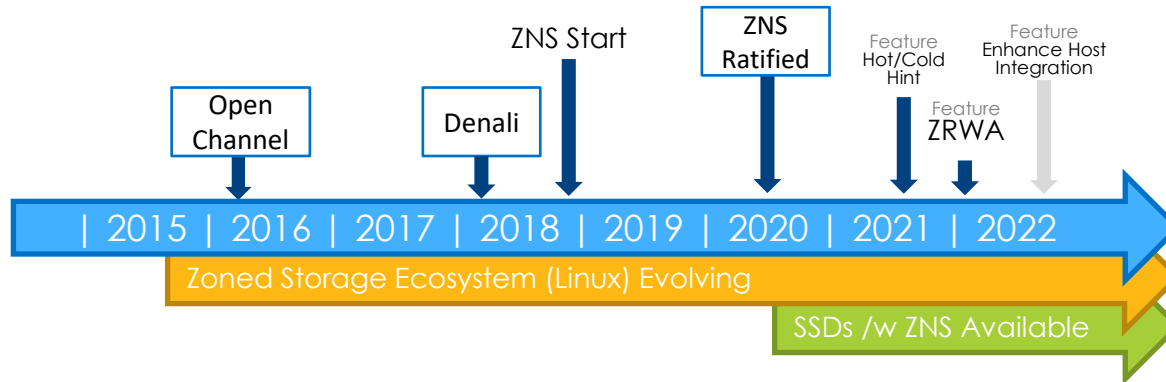 ZNS Start
ZNS
Ratified
Feature
Hot/Cold
Hint
Feature
Enhance Host
Integration
Open
Channel
Denali
Feature
ZRWA
| 2015 | 2016 | 2017 | 2018 | 2019 | 2020 | 2021 | 2022
Zoned Storage Ecosystem (Linux) Evolving
SSDs /w ZNS Available